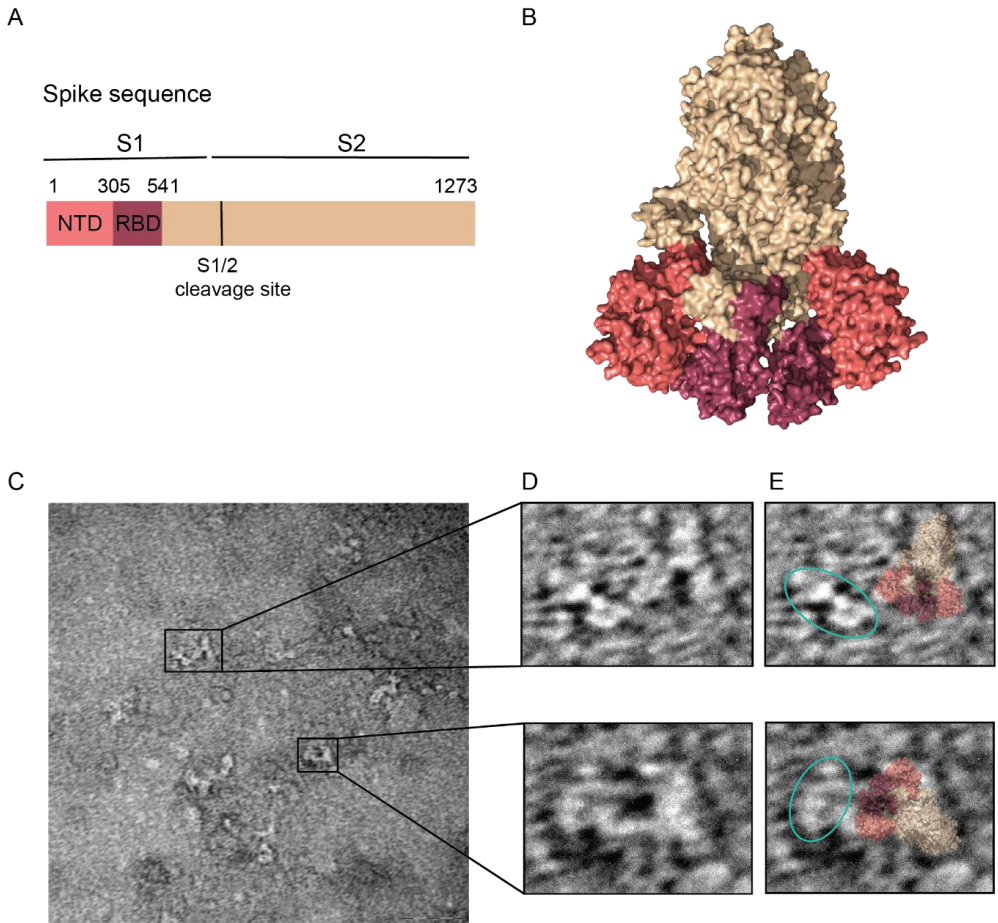 A
B
Spike sequence
S1 S2
1 305 541 1273
NTD RBD
S1/2
cleavage site
C
D
E